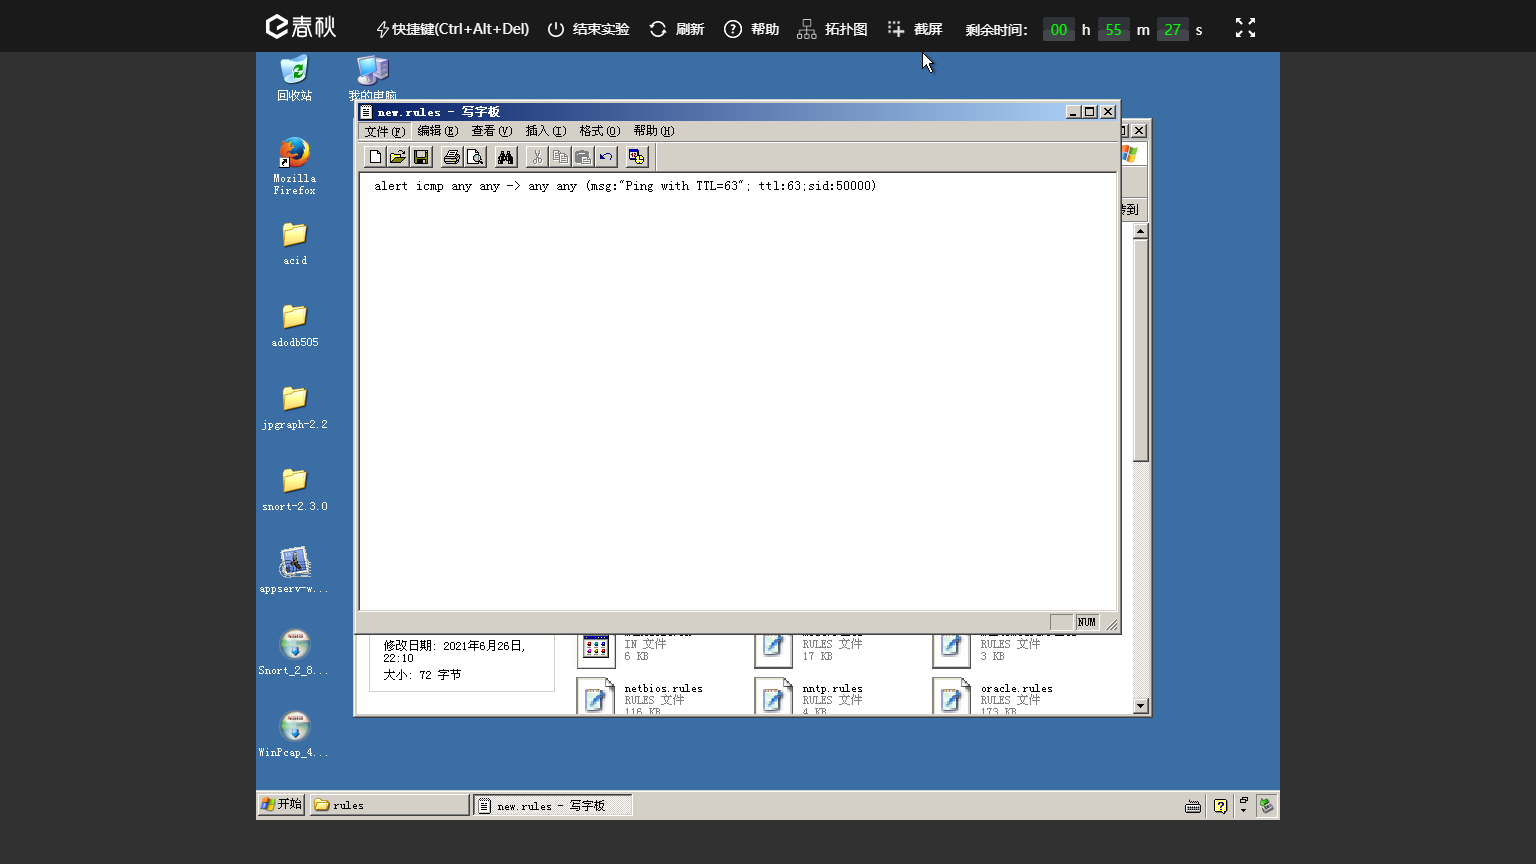 春秋 快捷键(Ctrl+Alt+Del) 结束实验 刷新 帮助 拓扑图 截屏 剩余时间: 00 h 55 m 27 s
回收站
我的电脑
Mozilla
Firefox
acid
adodb505
jpgraph-2.2
snort-2.3.0
appserv-w...
Snort_2_8...
WinPcap_4...
new.rules - 写字板
文件(F) 编辑(E) 查看(V) 插入(I) 格式(O) 帮助(H)
alert icmp any any -> any any (msg:"Ping with TTL=63"; ttl:63;sid:50000)
NUM
转到
修改日期: 2021年6月26日,
22:10
大小: 72 字节
IN 文件
6 KB
RULES 文件
17 KB
RULES 文件
3 KB
netbios.rules
RULES 文件
116 KB
nntp.rules
RULES 文件
4 KB
oracle.rules
RULES 文件
173 KB
开始 rules new.rules - 写字板